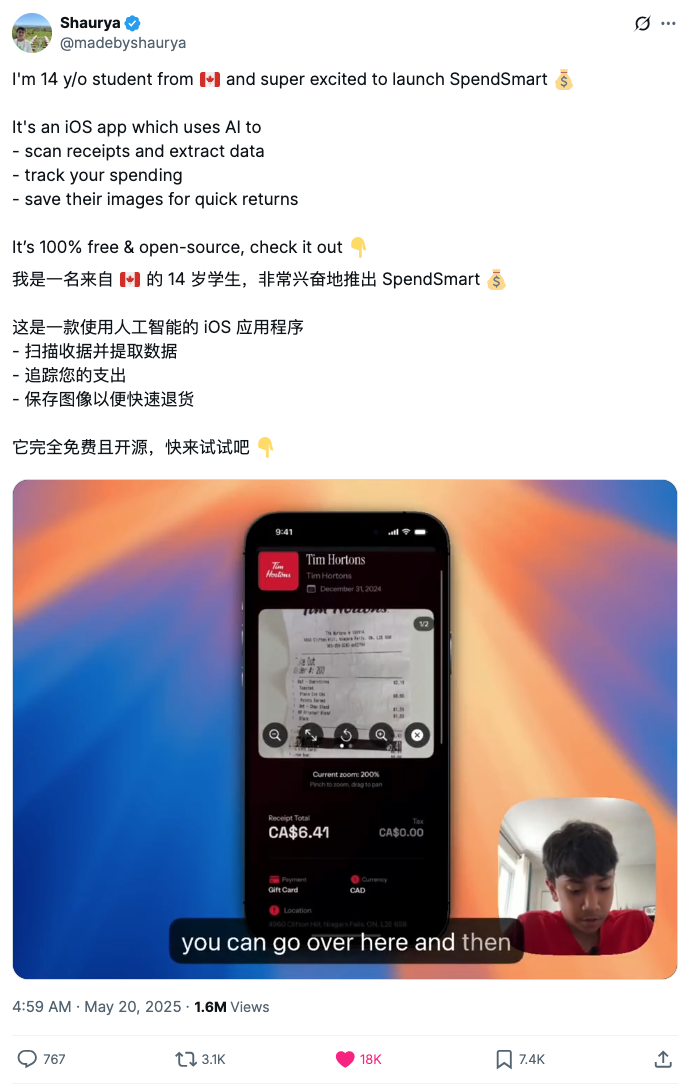 Shaurya
@madebyshaurya
I'm 14 y/o student from 🇨🇦 and super excited to launch SpendSmart 💰
It's an iOS app which uses AI to
- scan receipts and extract data
- track your spending
- save their images for quick returns
It’s 100% free & open-source, check it out 👇
我是一名来自 🇨🇦 的 14 岁学生，非常兴奋地推出 SpendSmart 💰
这是一款使用人工智能的 iOS 应用程序
- 扫描收据并提取数据
- 追踪您的支出
- 保存图像以便快速退货
它完全免费且开源，快来试试吧 👇
9:41
Tim Hortons
Tim Hortons
Tim Hortons
December 31, 2024
Tim Hortons
1/2
Current zoom: 200%
Pinch to zoom, drag to pan
Receipt Total
Tax
CA$6.41
CA$0.00
Payment
Currency
Gift Card
CAD
Location
you can go over here and then
4:59 AM · May 20, 2025 · 1.6M Views
767
3.1K
18K
7.4K